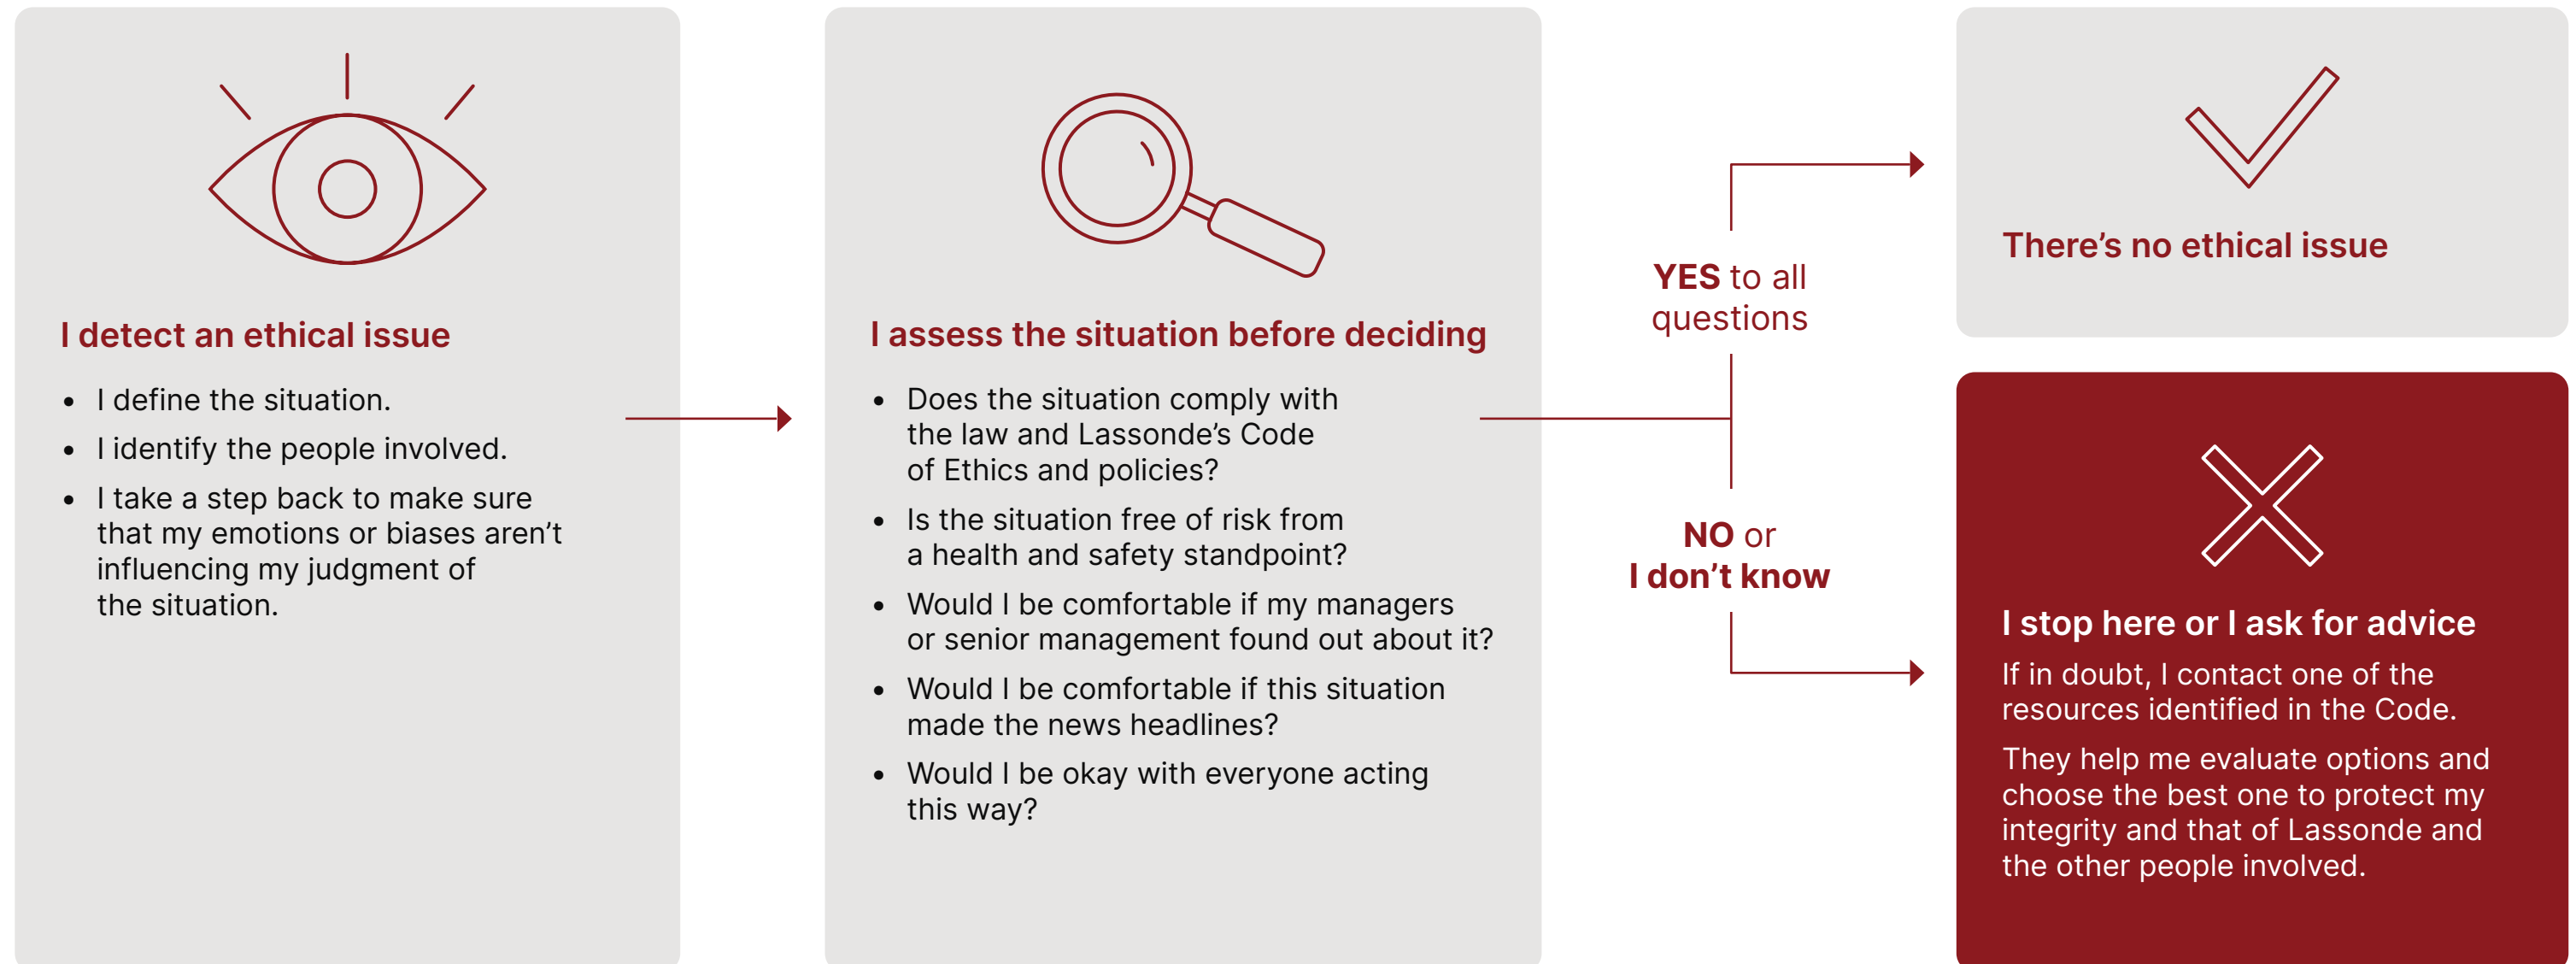 I detect an ethical issue
• I define the situation.
• I identify the people involved.
• I take a step back to make sure
that my emotions or biases aren’t
influencing my judgment of
the situation.
I assess the situation before deciding
• Does the situation comply with
the law and Lassonde’s Code
of Ethics and policies?
• Is the situation free of risk from
a health and safety standpoint?
• Would I be comfortable if my managers
or senior management found out about it?
• Would I be comfortable if this situation
made the news headlines?
• Would I be okay with everyone acting
this way?
YES to all
questions
NO or
I don’t know
There’s no ethical issue
I stop here or I ask for advice
If in doubt, I contact one of the
resources identified in the Code.
They help me evaluate options and
choose the best one to protect my
integrity and that of Lassonde and
the other people involved.